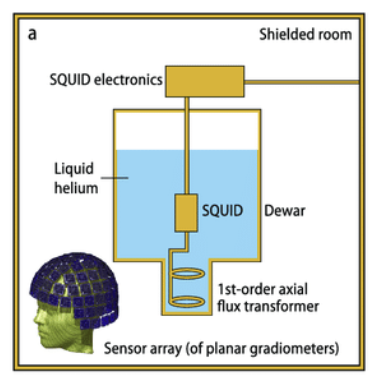 a
Shielded room
SQUID electronics
Liquid
helium
SQUID
Dewar
1st-order axial
flux transformer
Sensor array (of planar gradiometers)